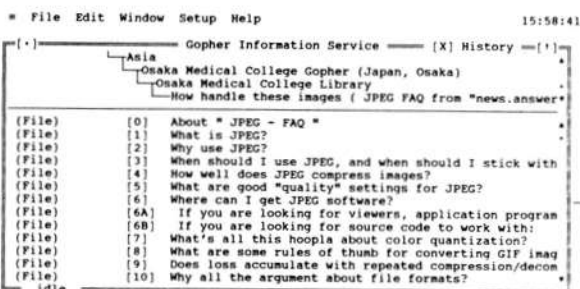 ≡ File Edit Window Setup Help 15:58:41
[·] Gopher Information Service [X] History [↑]
Asia
Osaka Medical College Gopher (Japan, Osaka)
Osaka Medical College Library
How handle these images ( JPEG FAQ from "news.answer
(File) [0] About " JPEG - FAQ "
(File) [1] What is JPEG?
(File) [2] Why use JPEG?
(File) [3] When should I use JPEG, and when should I stick with
(File) [4] How well does JPEG compress images?
(File) [5] What are good "quality" settings for JPEG?
(File) [6] Where can I get JPEG software?
(File) [6A] If you are looking for viewers, application program
(File) [6B] If you are looking for source code to work with:
(File) [7] What's all this hoopla about color quantization?
(File) [8] What are some rules of thumb for converting GIF imag
(File) [9] Does loss accumulate with repeated compression/decom
(File) [10] Why all the argument about file formats?
idle